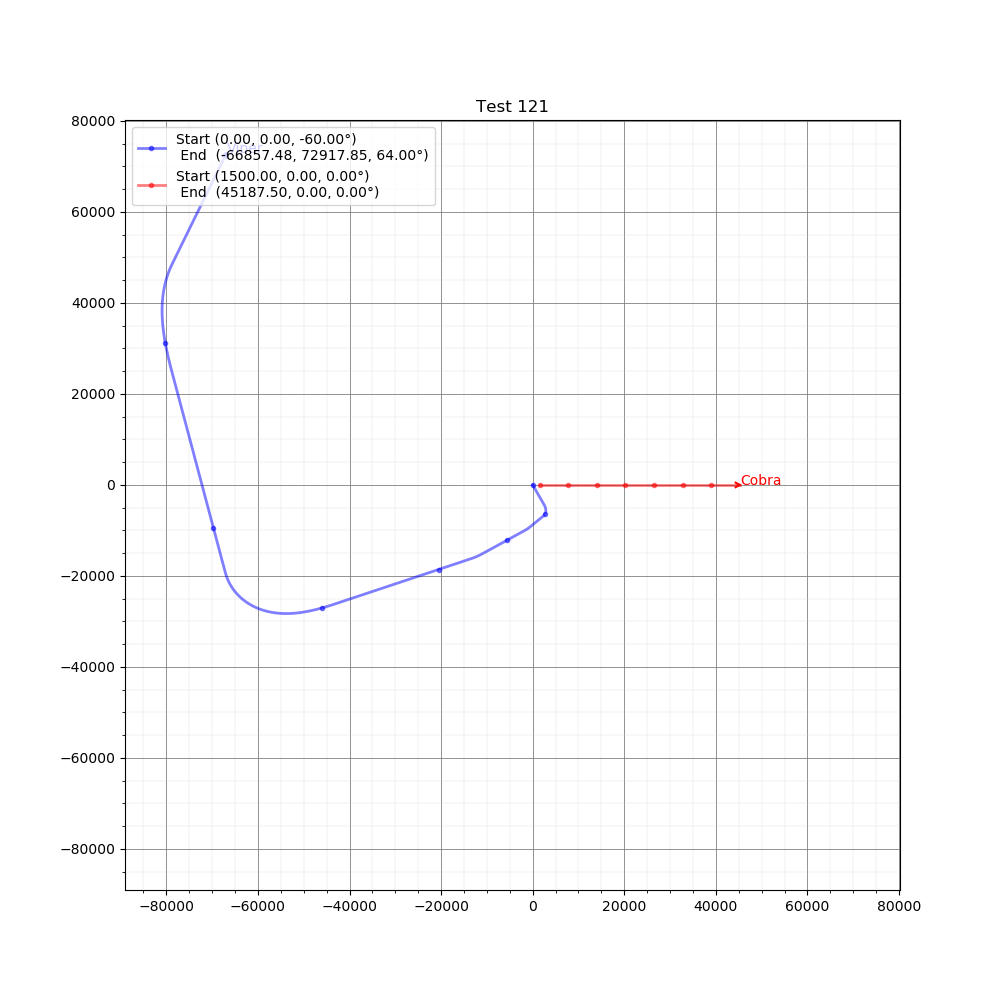 Test 121
Start (0.00, 0.00, -60.00°)
End (-66857.48, 72917.85, 64.00°)
Start (1500.00, 0.00, 0.00°)
End (45187.50, 0.00, 0.00°)
80000
60000
40000
20000
0
−20000
−40000
−60000
−80000
Cobra
−80000 −60000 −40000 −20000 0 20000 40000 60000 80000